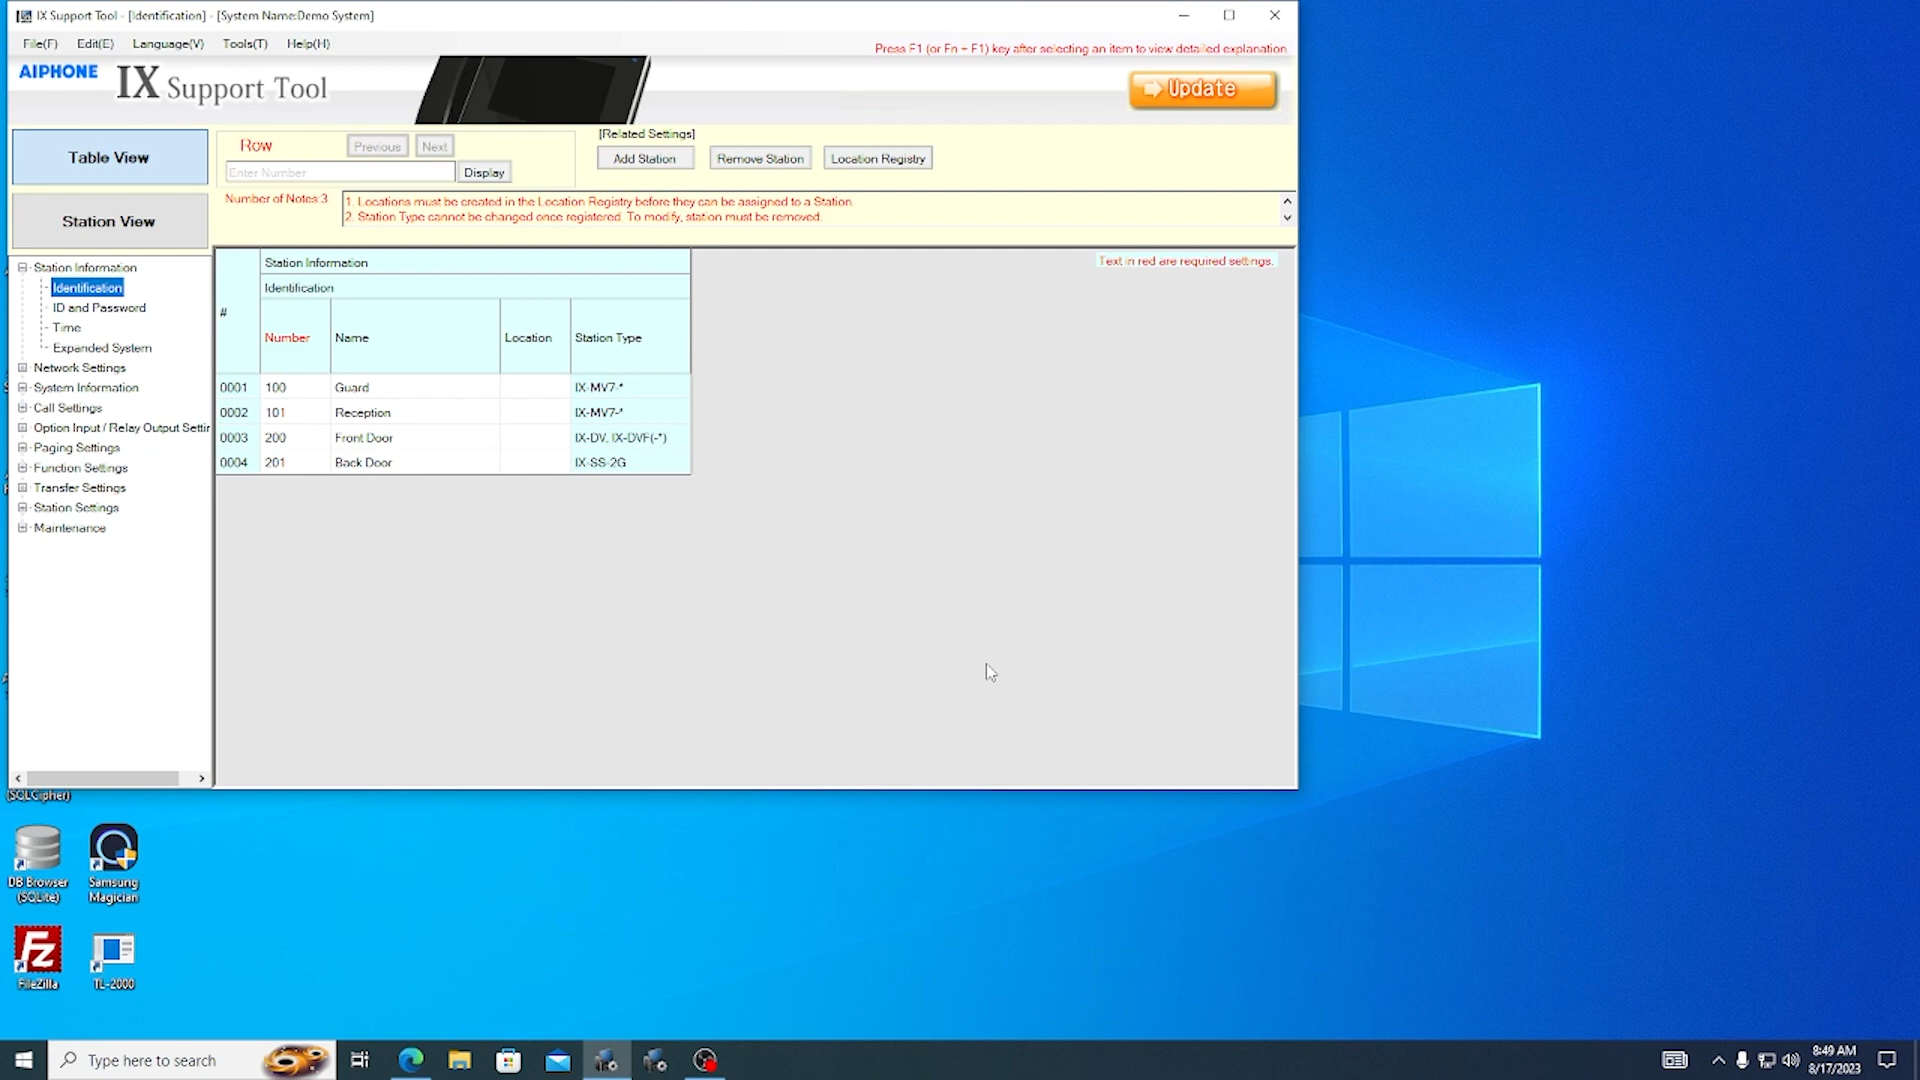 IX Support Tool - [Identification] - [System Name:Demo System]
File(F) Edit(E) Language(V) Tools(T) Help(H)
Press F1 (or Fn + F1) key after selecting an item to view detailed explanation.
AIPHONE
IX Support Tool
Update
Table View
Station View
Row
Previous
Next
Enter Number
Display
[Related Settings]
Add Station
Remove Station
Location Registry
Number of Notes:3
1. Locations must be created in the Location Registry before they can be assigned to a Station.
2. Station Type cannot be changed once registered. To modify, station must be removed.
Station Information
Identification
ID and Password
Time
Expanded System
Network Settings
System Information
Call Settings
Option Input / Relay Output Settin
Paging Settings
Function Settings
Transfer Settings
Station Settings
Maintenance
Text in red are required settings.
Station Information
Identification
# Number Name Location Station Type
0001 100 Guard IX-MV7-*
0002 101 Reception IX-MV7-*
0003 200 Front Door IX-DV, IX-DVF(-*)
0004 201 Back Door IX-SS-2G
(SQLCipher)
DB Browser
(SQLite)
Samsung
Magician
FileZilla
TL-2000
Type here to search
8:49 AM
8/17/2023